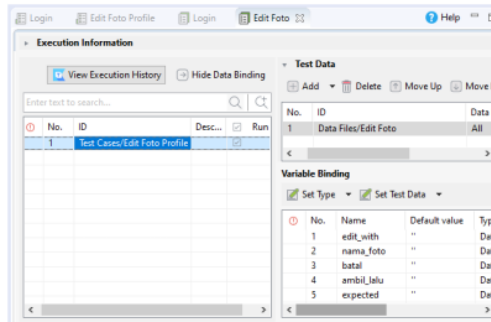 Login
Edit Foto Profile
Login
Edit Foto
Help
Execution Information
View Execution History
Hide Data Binding
Enter text to search...
No.
ID
Desc...
Run
1
Test Cases/Edit Foto Profile
Test Data
Add
Delete
Move Up
Move
No.
ID
Data
1
Data Files/Edit Foto
All
Variable Binding
Set Type
Set Test Data
No.
Name
Default value
Typ
1
edit_with
''
Da
2
nama_foto
''
Da
3
batal
''
Da
4
ambil_lalu
''
Da
5
expected
''
Da